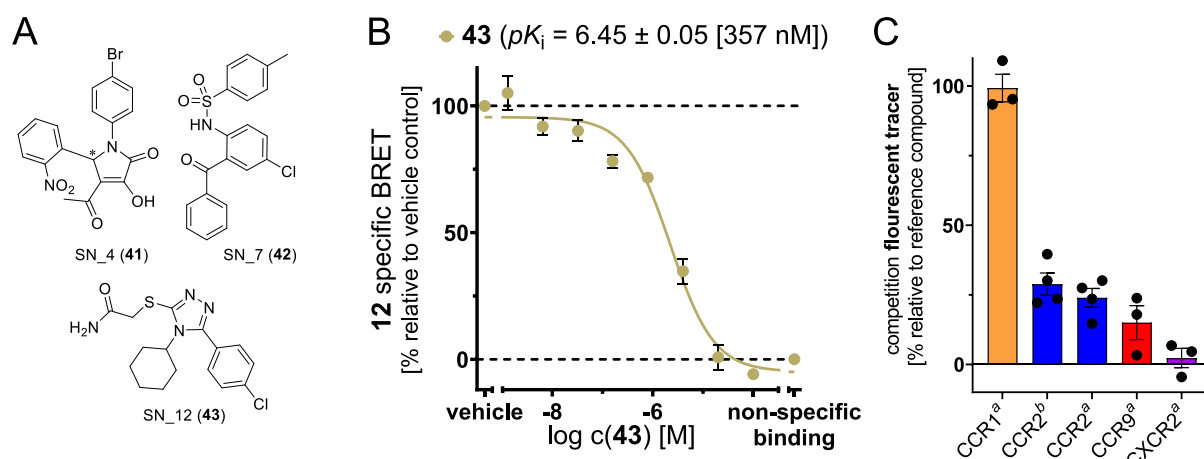 A
Br
N
O
*
NO2
O
OH
SN_4 (41)
O
S
O
HN
O
Cl
SN_7 (42)
O
H2N
S
N
N
N
Cl
SN_12 (43)
B
43 (pKi = 6.45 ± 0.05 [357 nM])
12 specific BRET
[% relative to vehicle control]
100
50
0
vehicle
-8
-6
non-specific
binding
log c(43) [M]
C
competition flourescent tracer
[% relative to reference compound]
100
50
0
CCR1a
CCR2b
CCR2a
CCR9a
CXCR2a